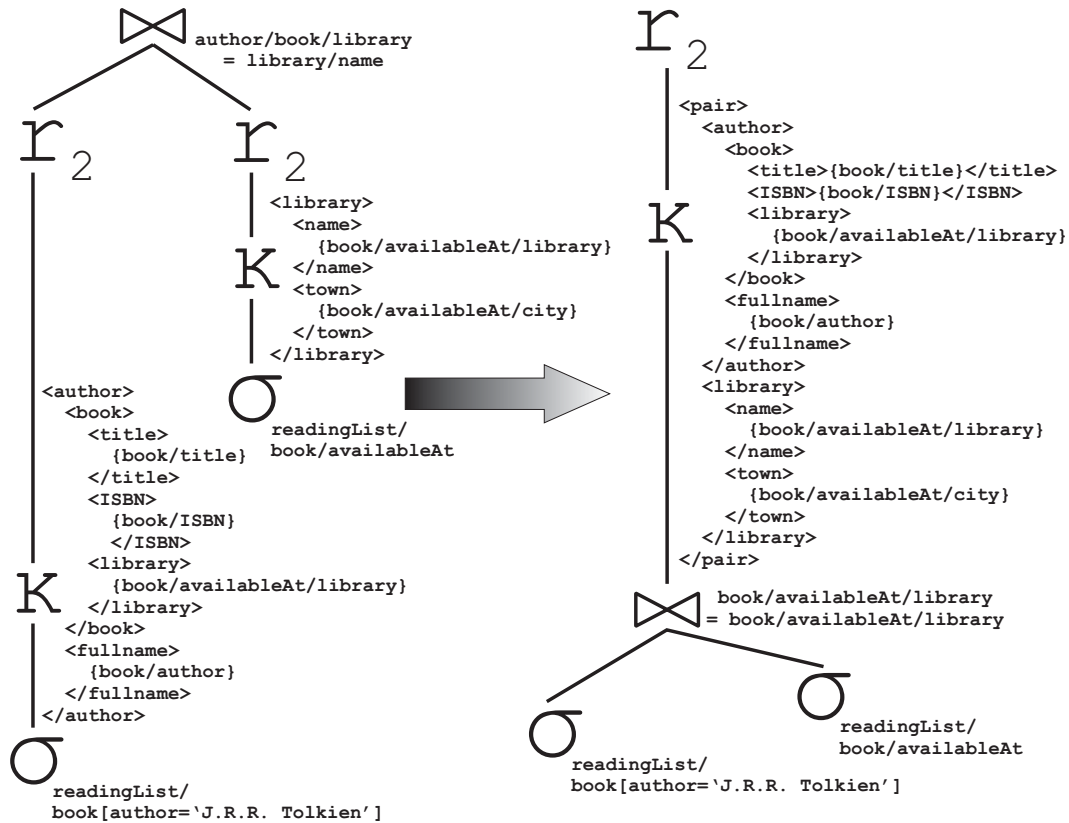 author/book/library
= library/name
r2
r2
<library>
<name>
{book/availableAt/library}
</name>
κ
<town>
{book/availableAt/city}
</town>
</library>
σ
readingList/
book/availableAt
<author>
<book>
<title>
{book/title}
</title>
<ISBN>
{book/ISBN}
</ISBN>
<library>
{book/availableAt/library}
</library>
κ
</book>
<fullname>
{book/author}
</fullname>
</author>
σ
readingList/
book[author=‘J.R.R. Tolkien’]
r2
<pair>
<author>
<book>
<title>{book/title}</title>
<ISBN>{book/ISBN}</ISBN>
<library>
κ
{book/availableAt/library}
</library>
</book>
<fullname>
{book/author}
</fullname>
</author>
<library>
<name>
{book/availableAt/library}
</name>
<town>
{book/availableAt/city}
</town>
</library>
</pair>
book/availableAt/library
= book/availableAt/library
σ
readingList/
book[author=‘J.R.R. Tolkien’]
σ
readingList/
book/availableAt